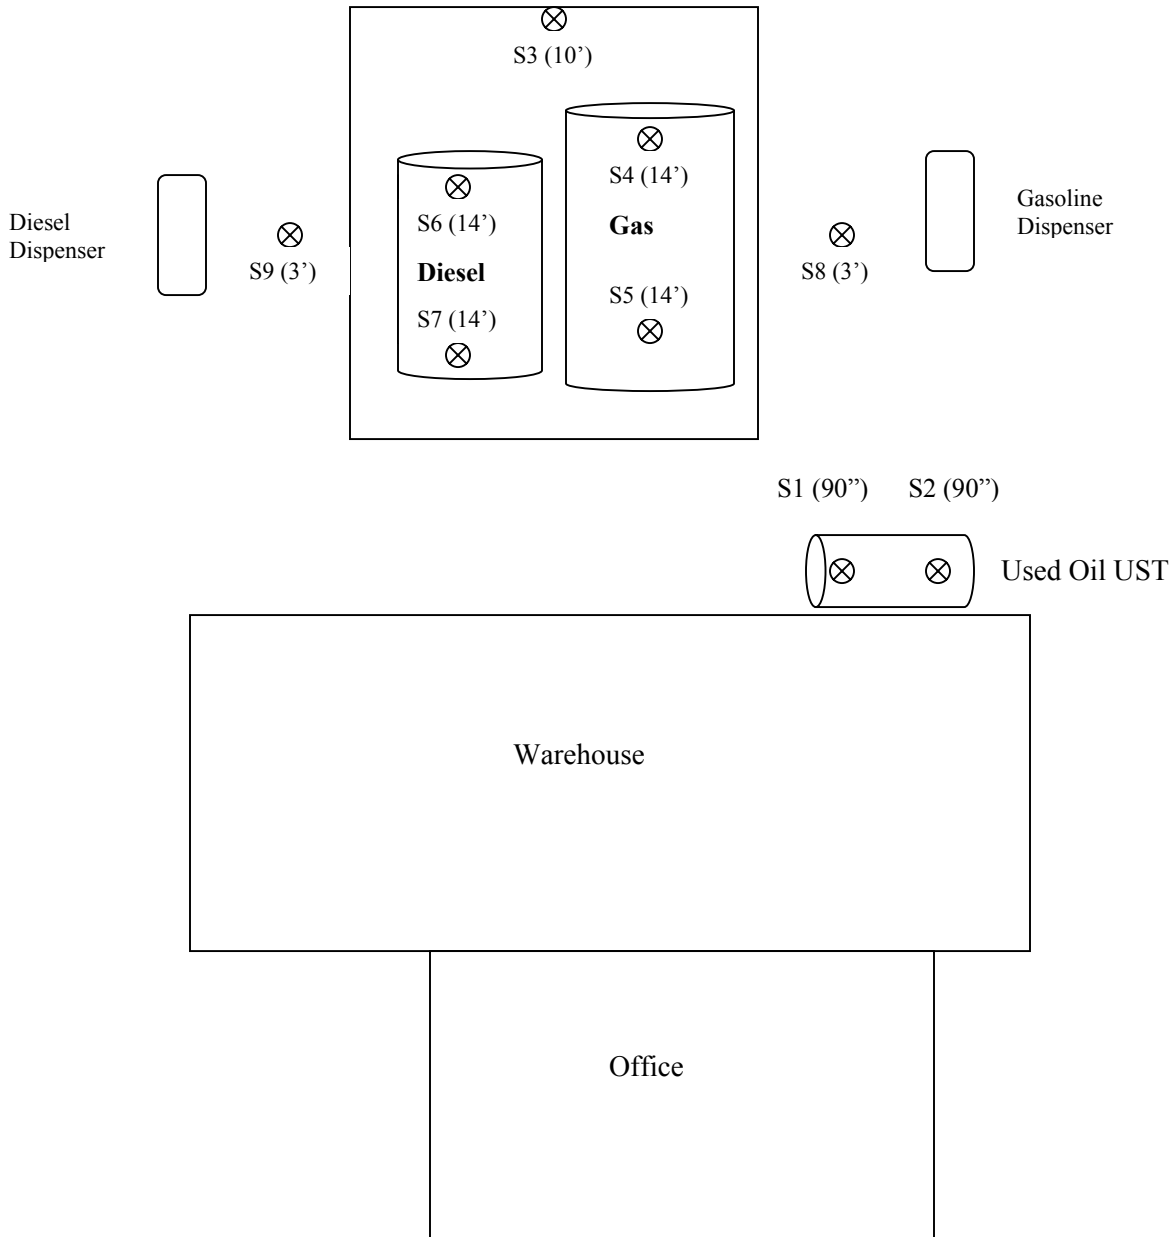 S3 (10’)
S4 (14’)
S6 (14’)
Gas
Diesel
Dispenser
Gasoline
Dispenser
S9 (3’)
Diesel
S8 (3’)
S5 (14’)
S7 (14’)
S1 (90”)
S2 (90”)
Used Oil UST
Warehouse
Office